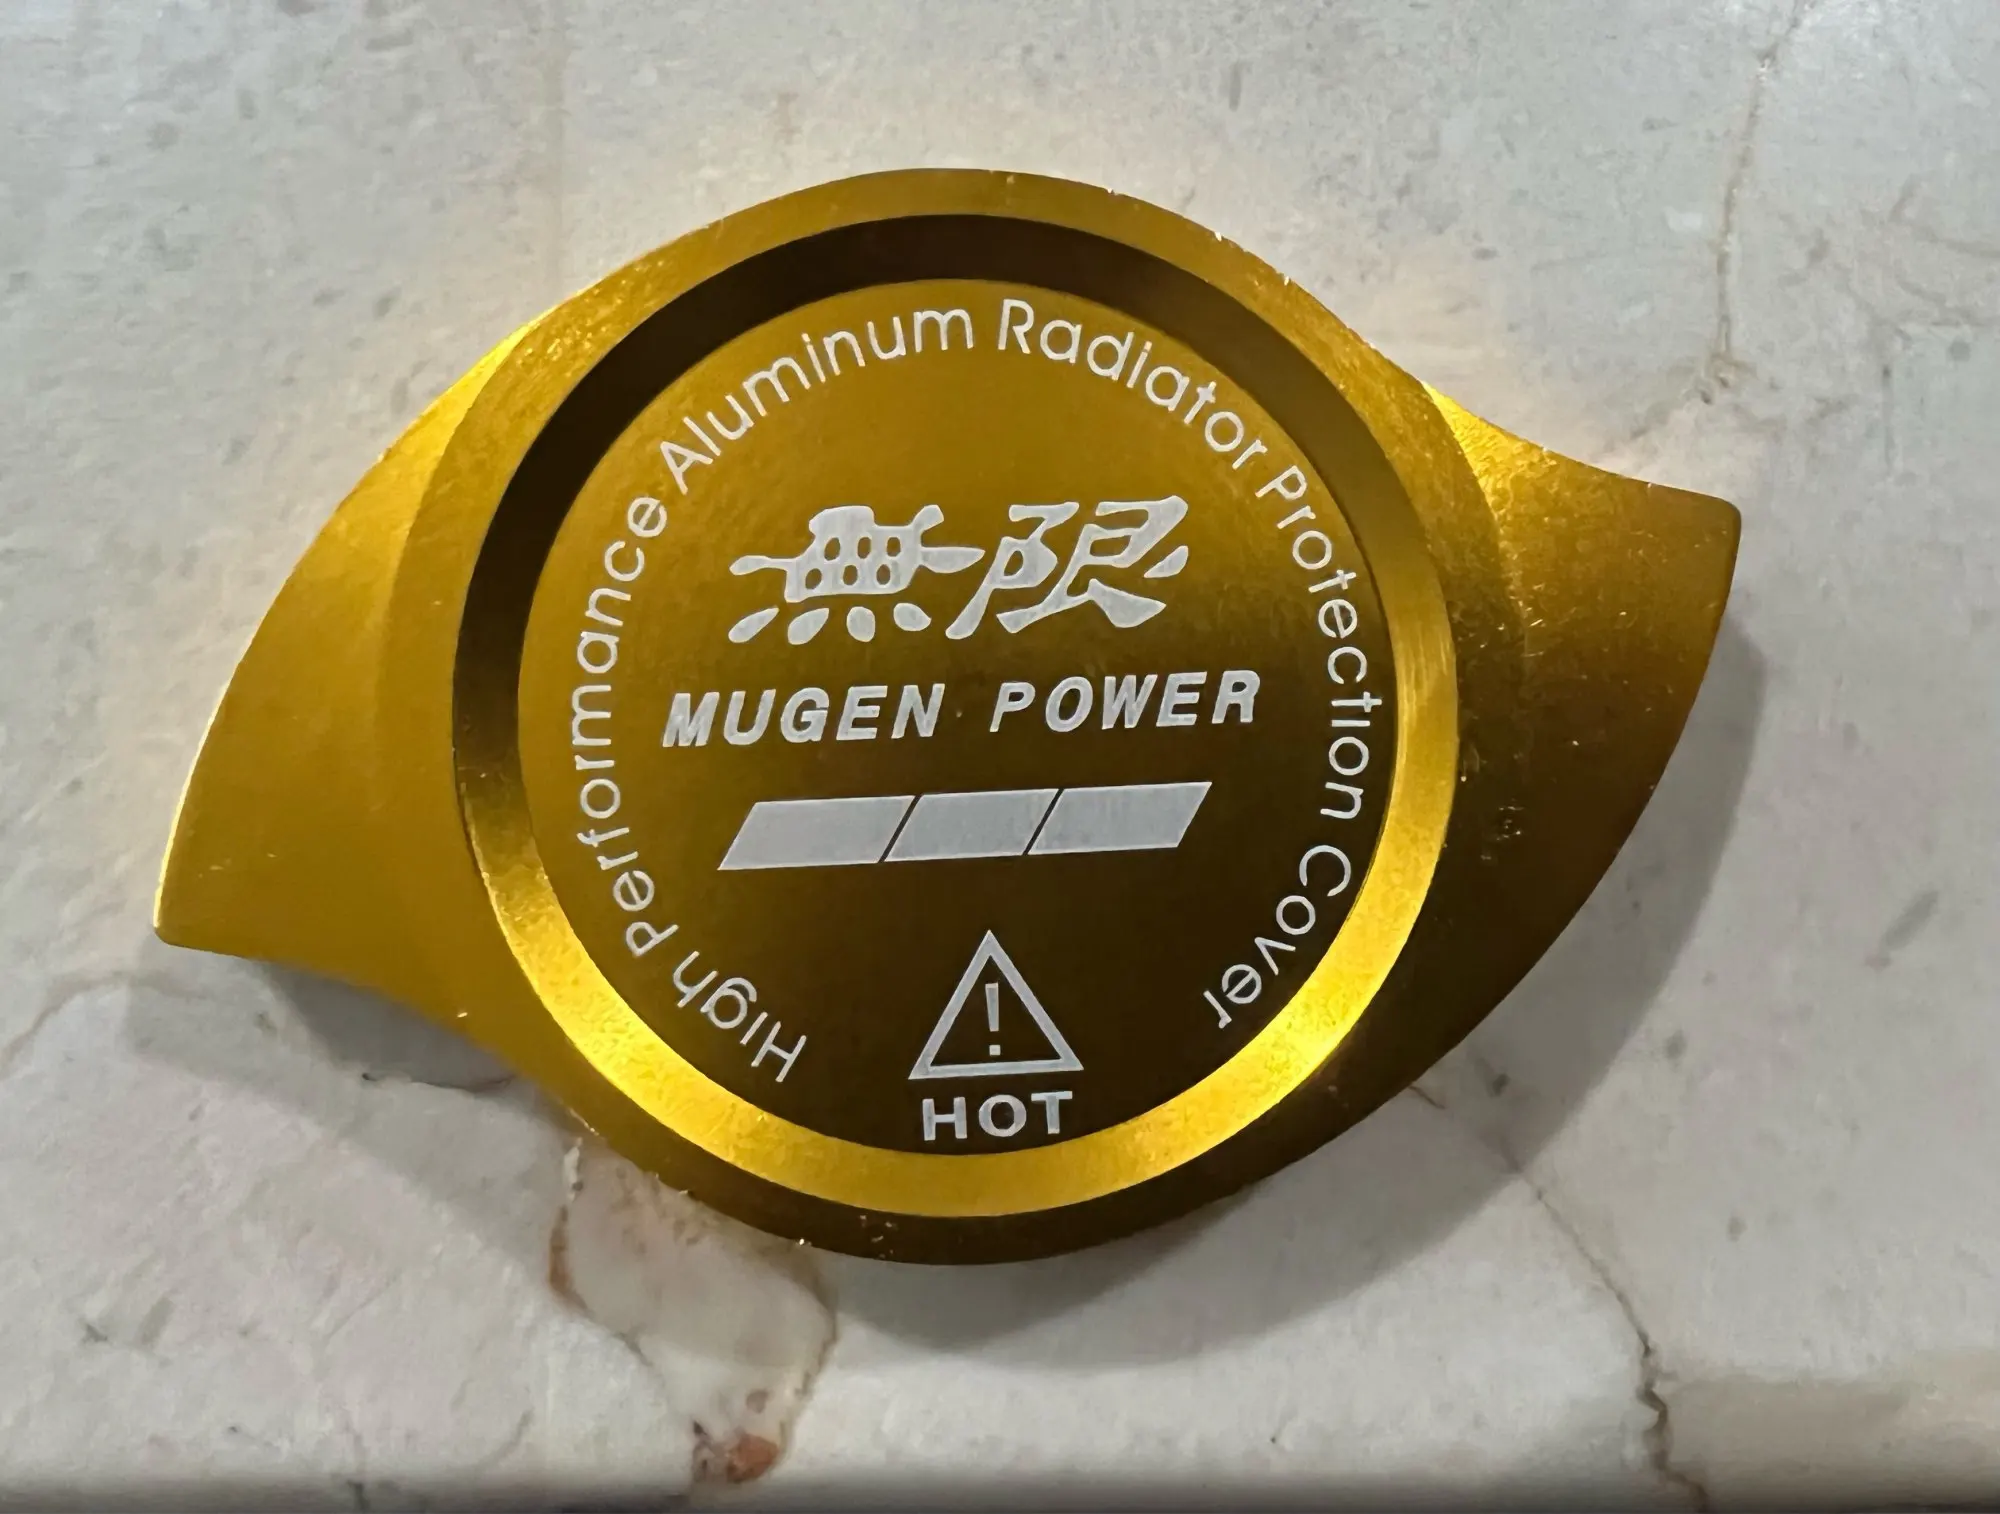 High Performance Aluminum Radiator Protection Cover
無限
MUGEN POWER
!
HOT